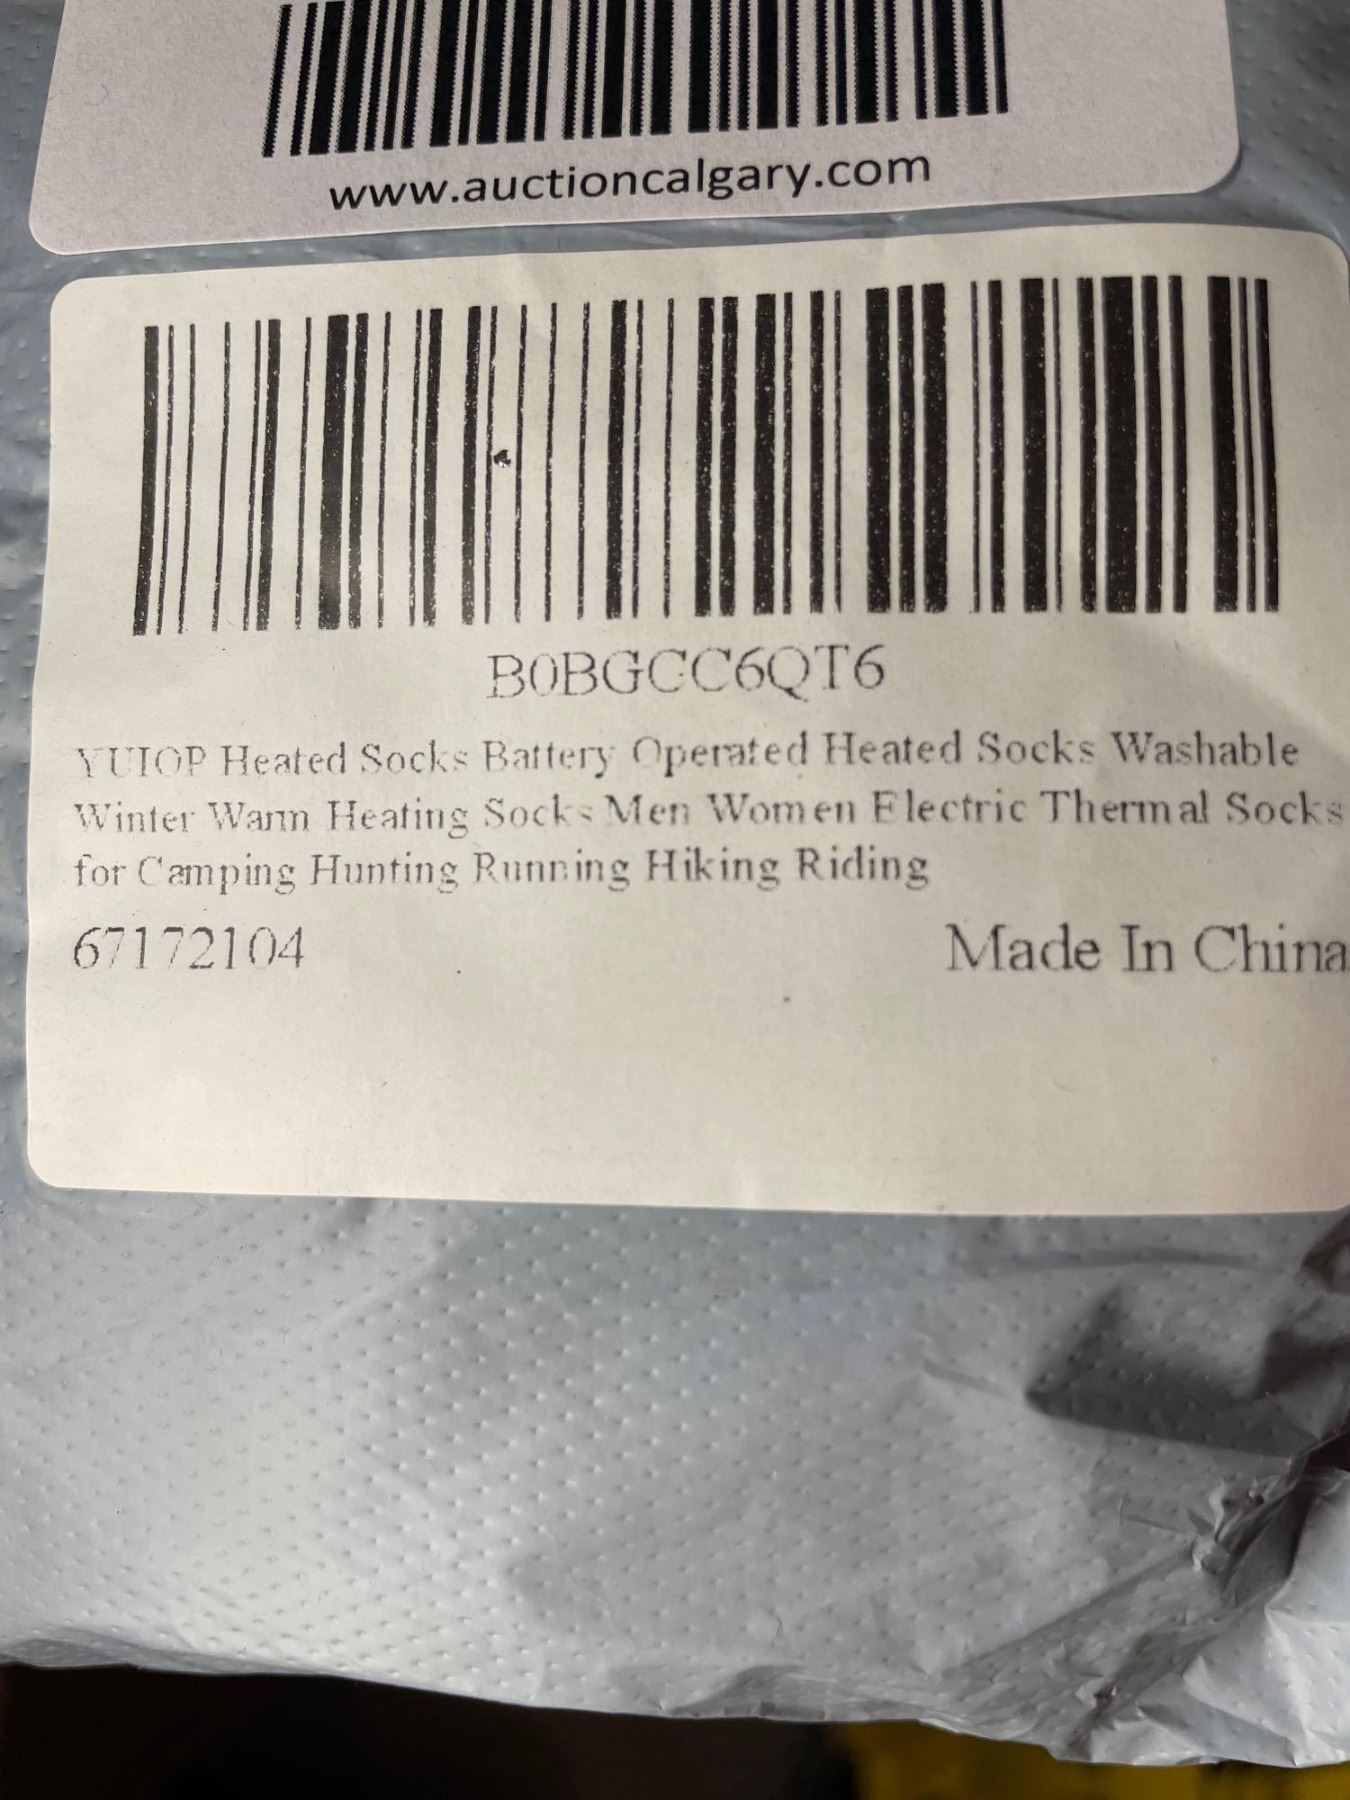 www.auctioncalgary.com
B0BGCC6QT6
YUIOP Heated Socks Battery Operated Heated Socks Washable
Winter Warm Heating Socks Men Women Electric Thermal Socks
for Camping Hunting Running Hiking Riding
67172104 Made In China